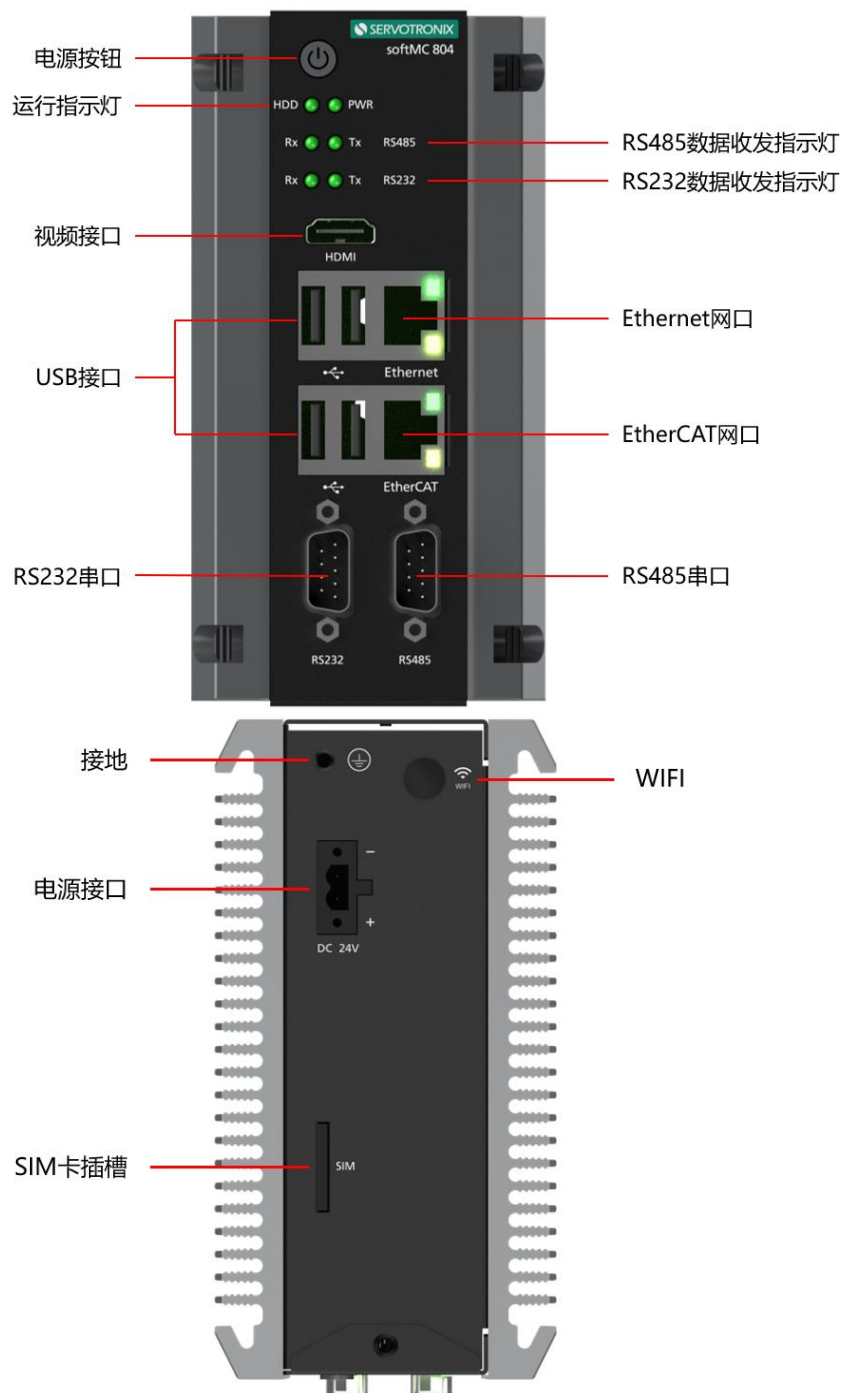 SERVOTRONIX
softMC 804
电源按钮
运行指示灯
HDD PWR
Rx Tx RS485
RS485数据收发指示灯
Rx Tx RS232
RS232数据收发指示灯
视频接口
HDMI
Ethernet网口
USB接口
Ethernet
EtherCAT网口
EtherCAT
RS232串口
RS485串口
RS232
RS485
接地
WIFI
WIFI
电源接口
−
+
DC 24V
SIM卡插槽
SIM